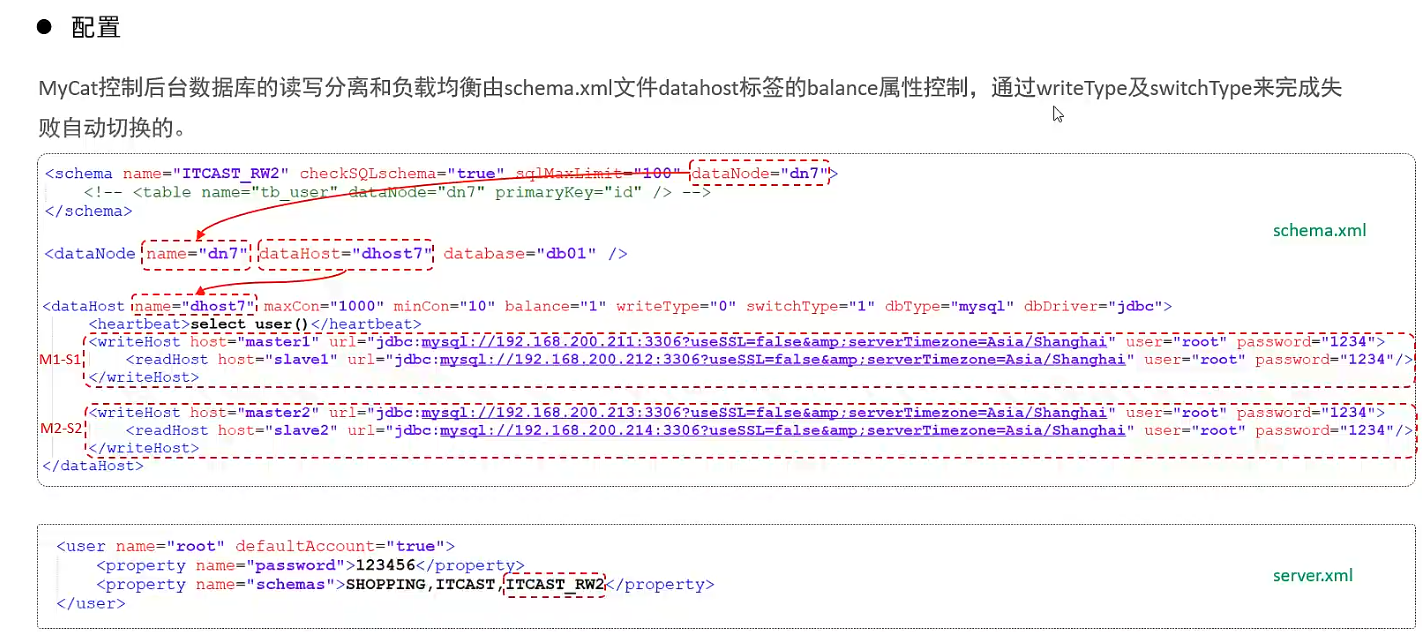 ● 配置
MyCat控制后台数据库的读写分离和负载均衡由schema.xml文件datahost标签的balance属性控制，通过writeType及switchType来完成失
败自动切换的。
<schema name="ITCAST_RW2" checkSQLschema="true" sqlMaxLimit="100" dataNode="dn7">
<!-- <table name="tb_user" dataNode="dn7" primaryKey="id" /> -->
</schema>
schema.xml
<dataNode name="dn7" dataHost="dhost7" database="db01" />
<dataHost name="dhost7" maxCon="1000" minCon="10" balance="1" writeType="0" switchType="1" dbType="mysql" dbDriver="jdbc">
<heartbeat>select user()</heartbeat>
<writeHost host="master1" url="jdbc:mysql://192.168.200.211:3306?useSSL=false&amp;serverTimezone=Asia/Shanghai" user="root" password="1234">
M1-S1 <readHost host="slave1" url="jdbc:mysql://192.168.200.212:3306?useSSL=false&amp;serverTimezone=Asia/Shanghai" user="root" password="1234"/>
</writeHost>
<writeHost host="master2" url="jdbc:mysql://192.168.200.213:3306?useSSL=false&amp;serverTimezone=Asia/Shanghai" user="root" password="1234">
M2-S2 <readHost host="slave2" url="jdbc:mysql://192.168.200.214:3306?useSSL=false&amp;serverTimezone=Asia/Shanghai" user="root" password="1234"/>
</writeHost>
</dataHost>
<user name="root" defaultAccount="true">
<property name="password">123456</property>
<property name="schemas">SHOPPING,ITCAST,ITCAST_RW2</property>
</user>
server.xml